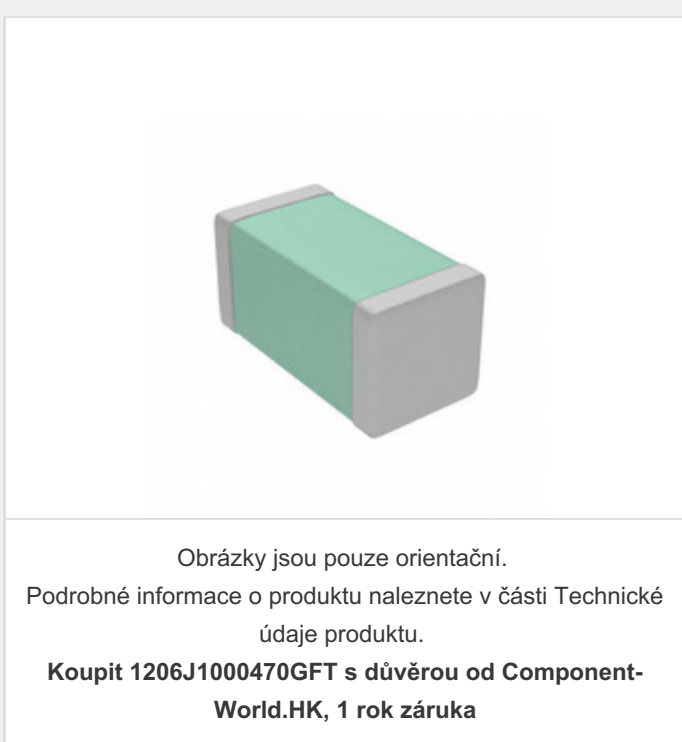 Obrázky jsou pouze orientační.
Podrobné informace o produktu naleznete v části Technické
údaje produktu.
Koupit 1206J1000470GFT s důvěrou od Component-
World.HK, 1 rok záruka